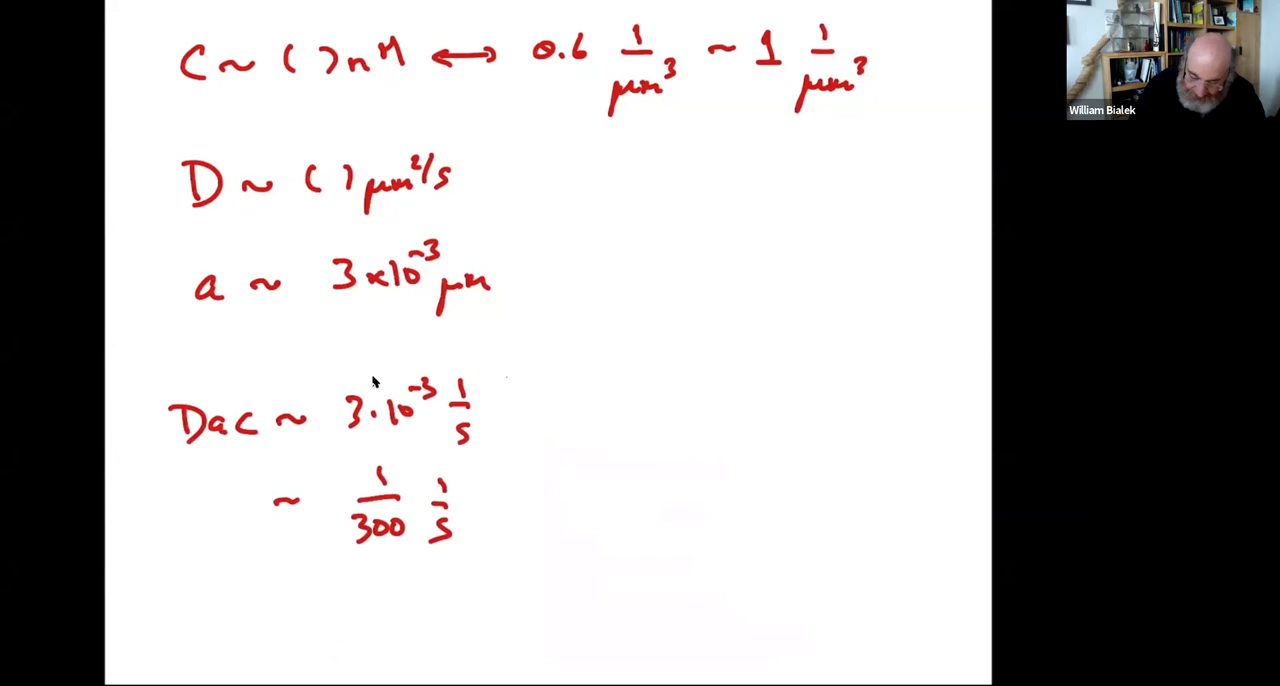 C ~ ( ) nM ↔ 0.6 1/μm³ ~ 1 1/μm³
William Bialek
D ~ ( ) μm²/s
a ~ 3×10⁻³ μm
Dac ~ 3·10⁻³ 1/s
~ 1/300 1/s